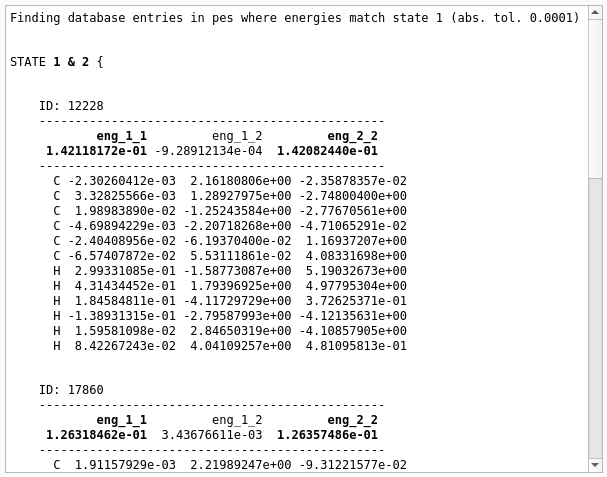 Finding database entries in pes where energies match state 1 (abs. tol. 0.0001)
STATE 1 & 2 {
ID: 12228
-----------------------------------------------
eng_1_1 eng_1_2 eng_2_2
1.42118172e-01 -9.28912134e-04 1.42082440e-01
-----------------------------------------------
C -2.30260412e-03 2.16180806e+00 -2.35878357e-02
C 3.32825566e-03 1.28927975e+00 -2.74800400e+00
C 1.98983890e-02 -1.25243584e+00 -2.77670561e+00
C -4.69894229e-03 -2.20718268e+00 -4.71065291e-02
C -2.40408956e-02 -6.19370400e-02 1.16937207e+00
C -6.57407872e-02 5.53111861e-02 4.08331698e+00
H 2.99331085e-01 -1.58773087e+00 5.19032673e+00
H 4.31434452e-01 1.79396925e+00 4.97795304e+00
H 1.84584811e-01 -4.11729729e+00 3.72625371e-01
H -1.38931315e-01 -2.79587993e+00 -4.12135631e+00
H 1.59581098e-02 2.84650319e+00 -4.10857905e+00
H 8.42267243e-02 4.04109257e+00 4.81095813e-01
ID: 17860
-----------------------------------------------
eng_1_1 eng_1_2 eng_2_2
1.26318462e-01 3.43676611e-03 1.26357486e-01
-----------------------------------------------
C 1.91157929e-03 2.21989247e+00 -9.31221577e-02